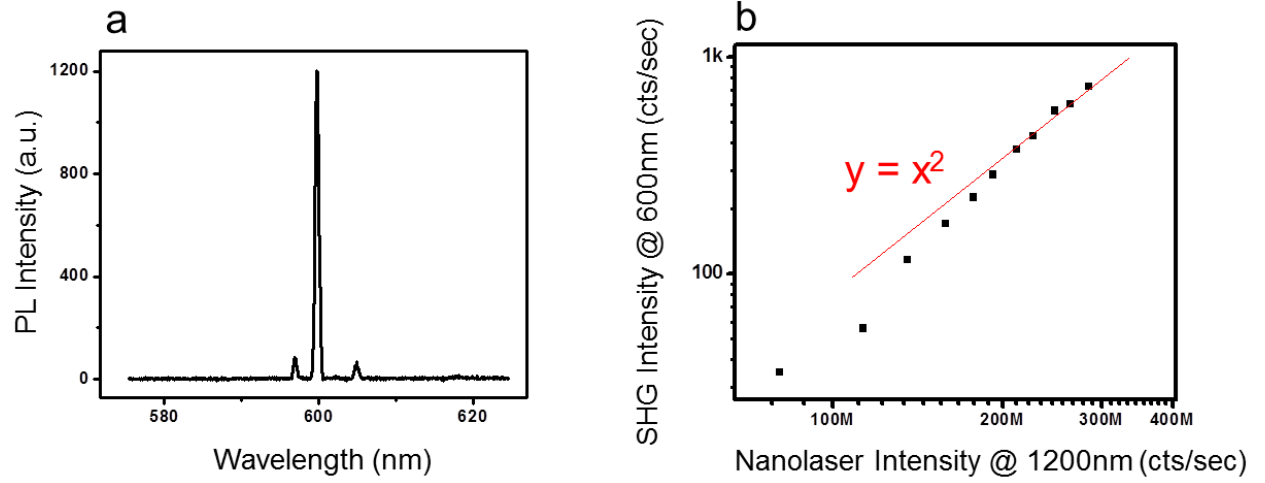 a
1200
800
400
0
580
600
620
PL Intensity (a.u.)
Wavelength (nm)
b
1k
100
100M
200M
300M
400M
y = x²
SHG Intensity @ 600nm (cts/sec)
Nanolaser Intensity @ 1200nm (cts/sec)